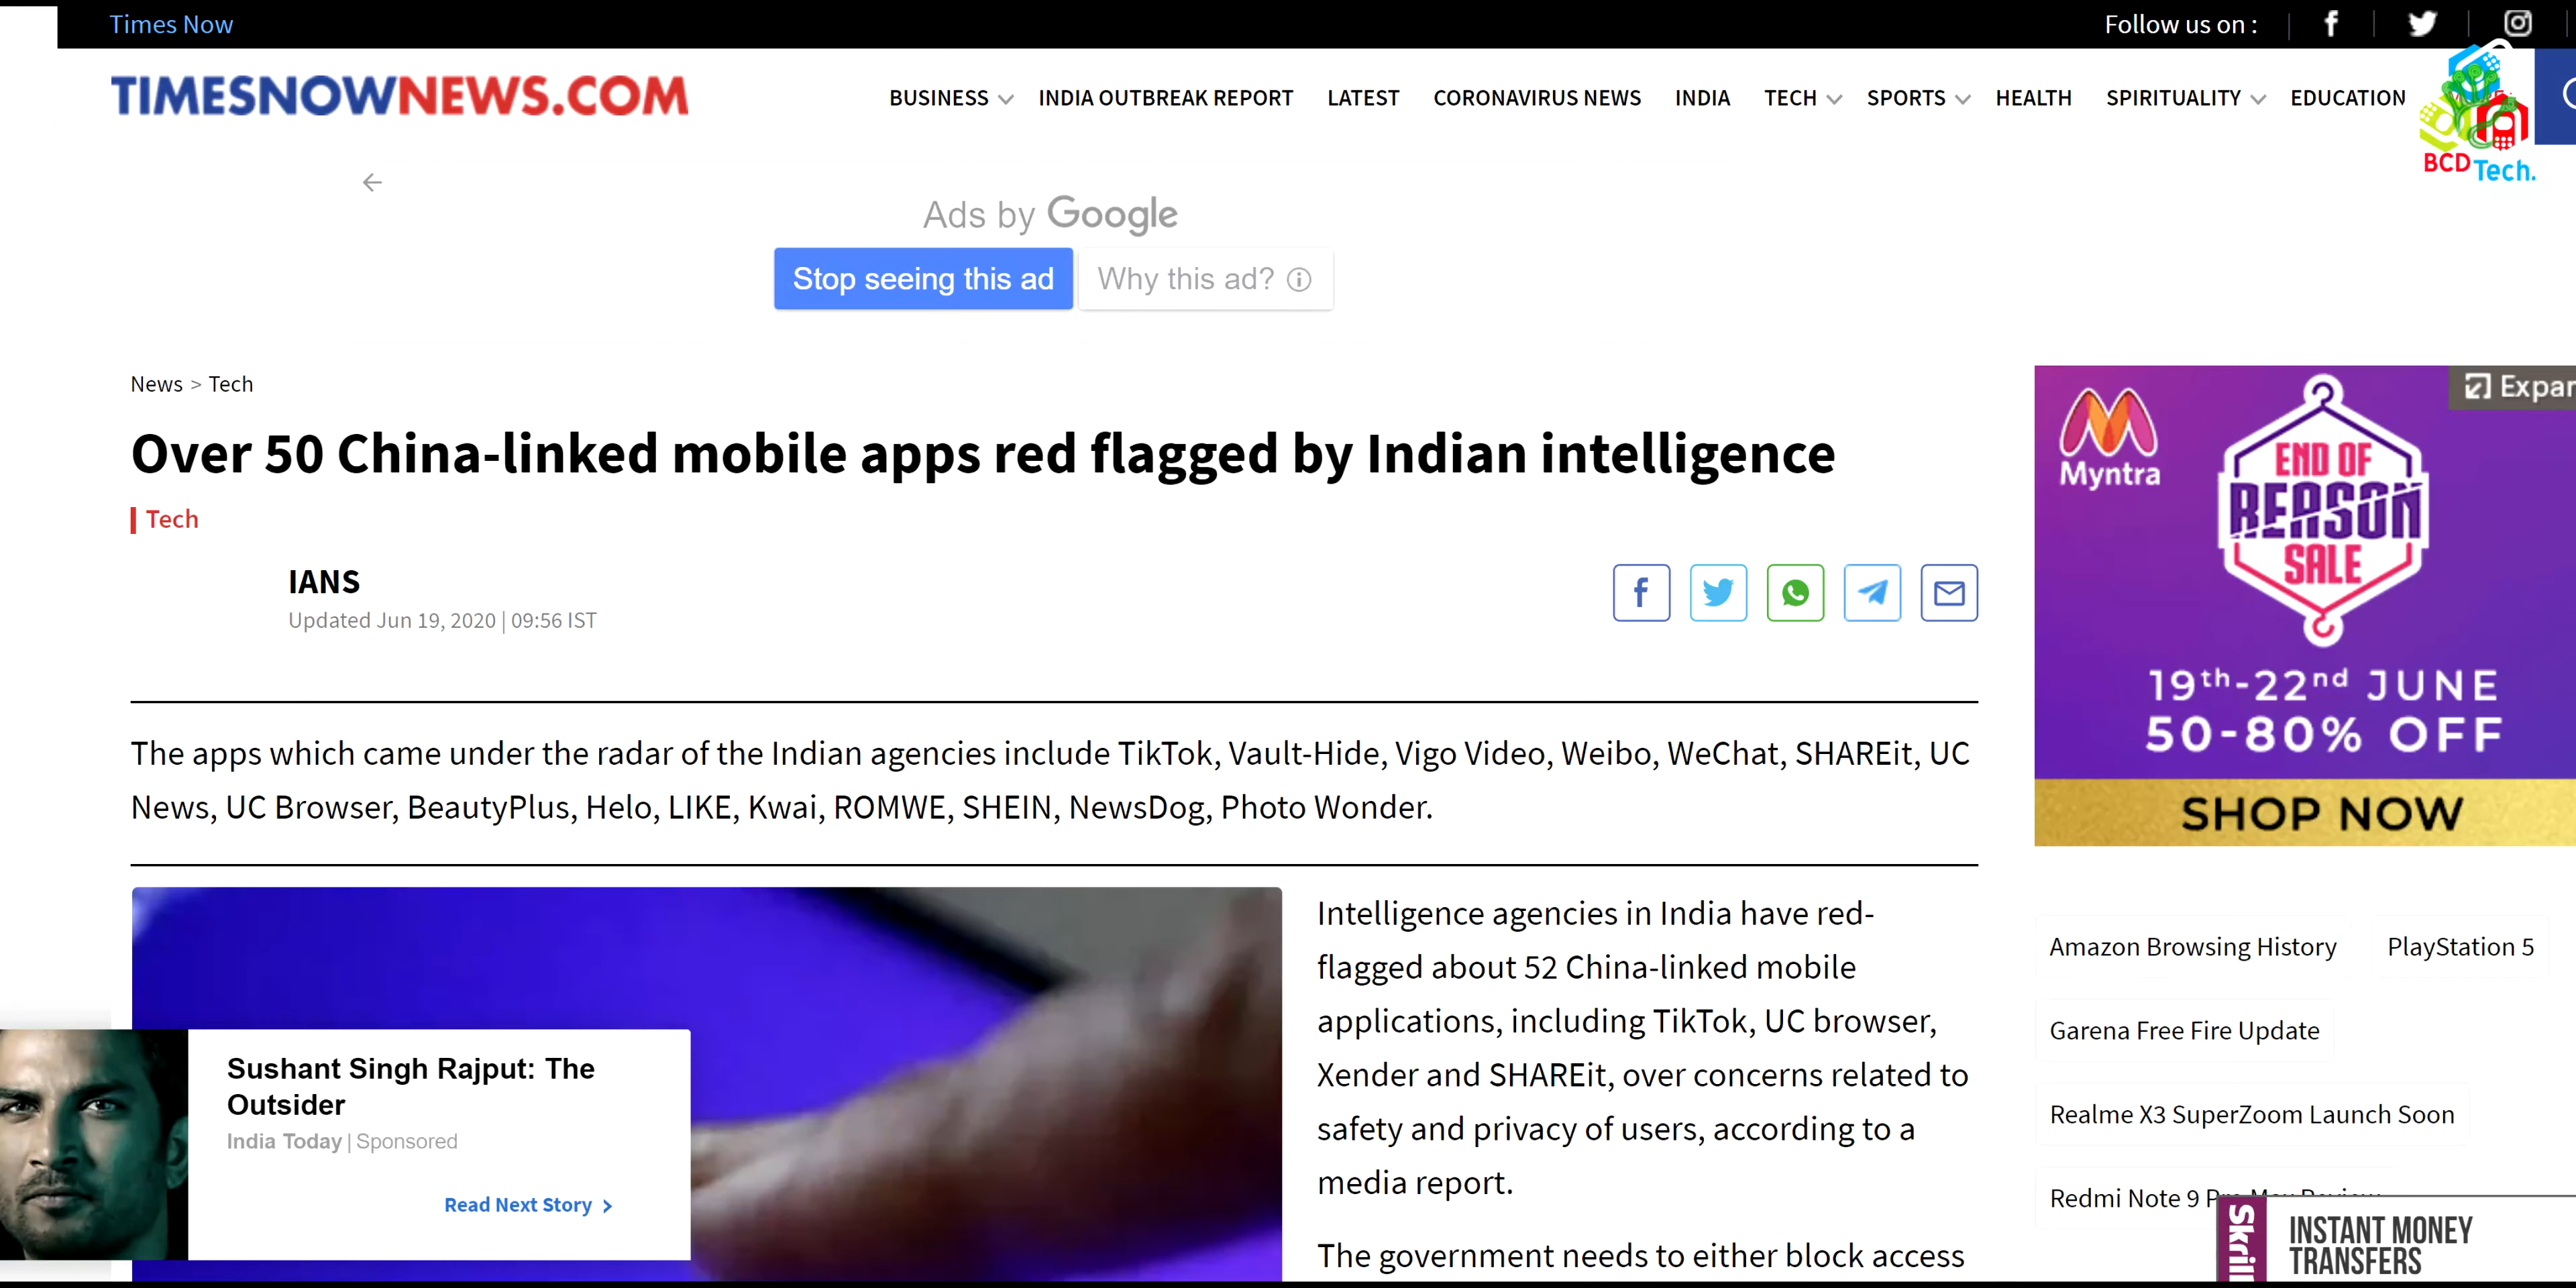 Times Now
Follow us on :
TIMESNOWNEWS.COM
BUSINESS INDIA OUTBREAK REPORT LATEST CORONAVIRUS NEWS INDIA TECH SPORTS HEALTH SPIRITUALITY EDUCATION
BCD Tech.
Ads by Google
Stop seeing this ad
Why this ad?
News > Tech
Over 50 China-linked mobile apps red flagged by Indian intelligence
Tech
IANS
Updated Jun 19, 2020 | 09:56 IST
The apps which came under the radar of the Indian agencies include TikTok, Vault-Hide, Vigo Video, Weibo, WeChat, SHAREit, UC
News, UC Browser, BeautyPlus, Helo, LIKE, Kwai, ROMWE, SHEIN, NewsDog, Photo Wonder.
Intelligence agencies in India have red-
flagged about 52 China-linked mobile
applications, including TikTok, UC browser,
Xender and SHAREit, over concerns related to
safety and privacy of users, according to a
media report.
The government needs to either block access
Sushant Singh Rajput: The
Outsider
India Today | Sponsored
Read Next Story >
Expan
Myntra
END OF
REASON
SALE
19th-22nd JUNE
50-80% OFF
SHOP NOW
Amazon Browsing History
PlayStation 5
Garena Free Fire Update
Realme X3 SuperZoom Launch Soon
Redmi Note 9
Skrill
INSTANT MONEY
TRANSFERS